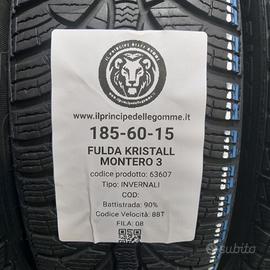 IL PRINCIPE DELLE GOMME
www.ilprincipedellegomme.it
185-60-15
FULDA KRISTALL
MONTERO 3
codice prodotto: 63607
Tipo: INVERNALI
COD:
Battistrada: 90%
Codice Velocità: 88T
FILA: 08
subito